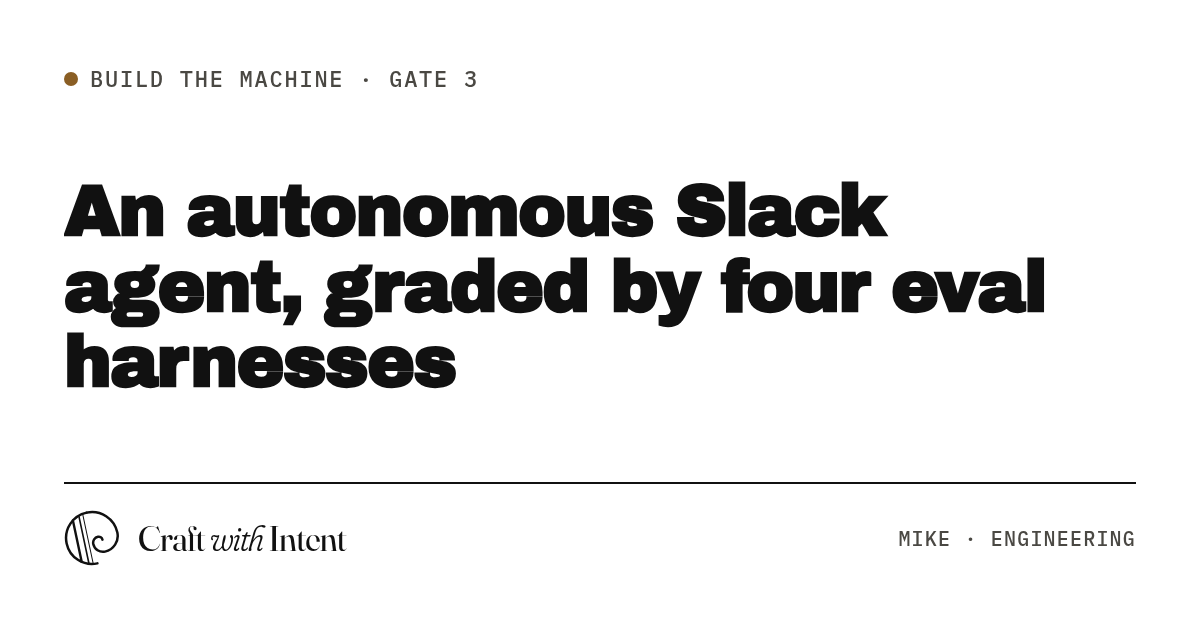 BUILD THE MACHINE · GATE 3
An autonomous Slack
agent, graded by four eval
harnesses
Craft with Intent
MIKE · ENGINEERING